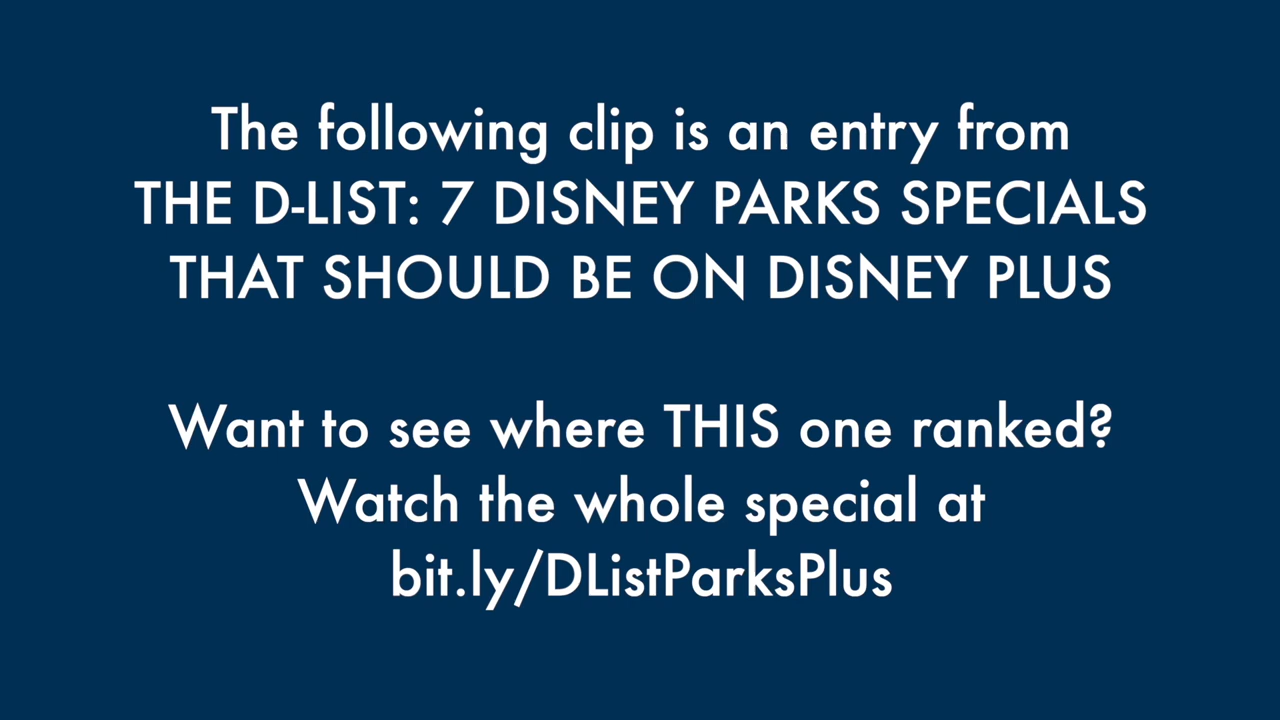 The following clip is an entry from
THE D-LIST: 7 DISNEY PARKS SPECIALS
THAT SHOULD BE ON DISNEY PLUS
Want to see where THIS one ranked?
Watch the whole special at
bit.ly/DListParksPlus